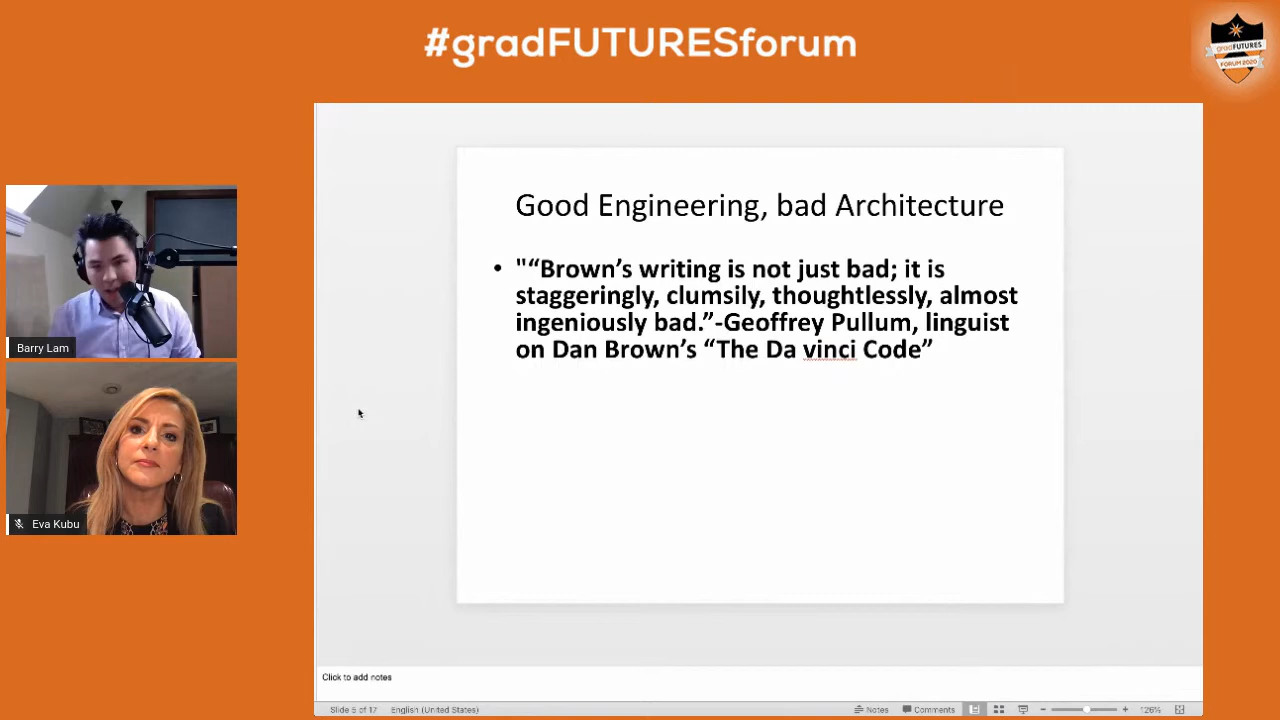 #gradFUTURESforum
gradFUTURES
FORUM 2020
Good Engineering, bad Architecture
• "“Brown’s writing is not just bad; it is
staggeringly, clumsily, thoughtlessly, almost
ingeniously bad.”-Geoffrey Pullum, linguist
on Dan Brown’s “The Da vinci Code”
Barry Lam
Eva Kubu
Click to add notes
Slide 5 of 17 English (United States) Notes Comments 126%